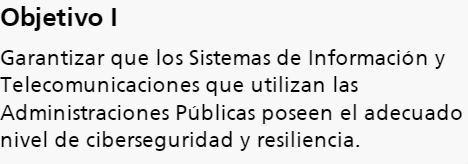 Objetivo I
Garantizar que los Sistemas de Información y
Telecomunicaciones que utilizan las
Administraciones Públicas poseen el adecuado
nivel de ciberseguridad y resiliencia.